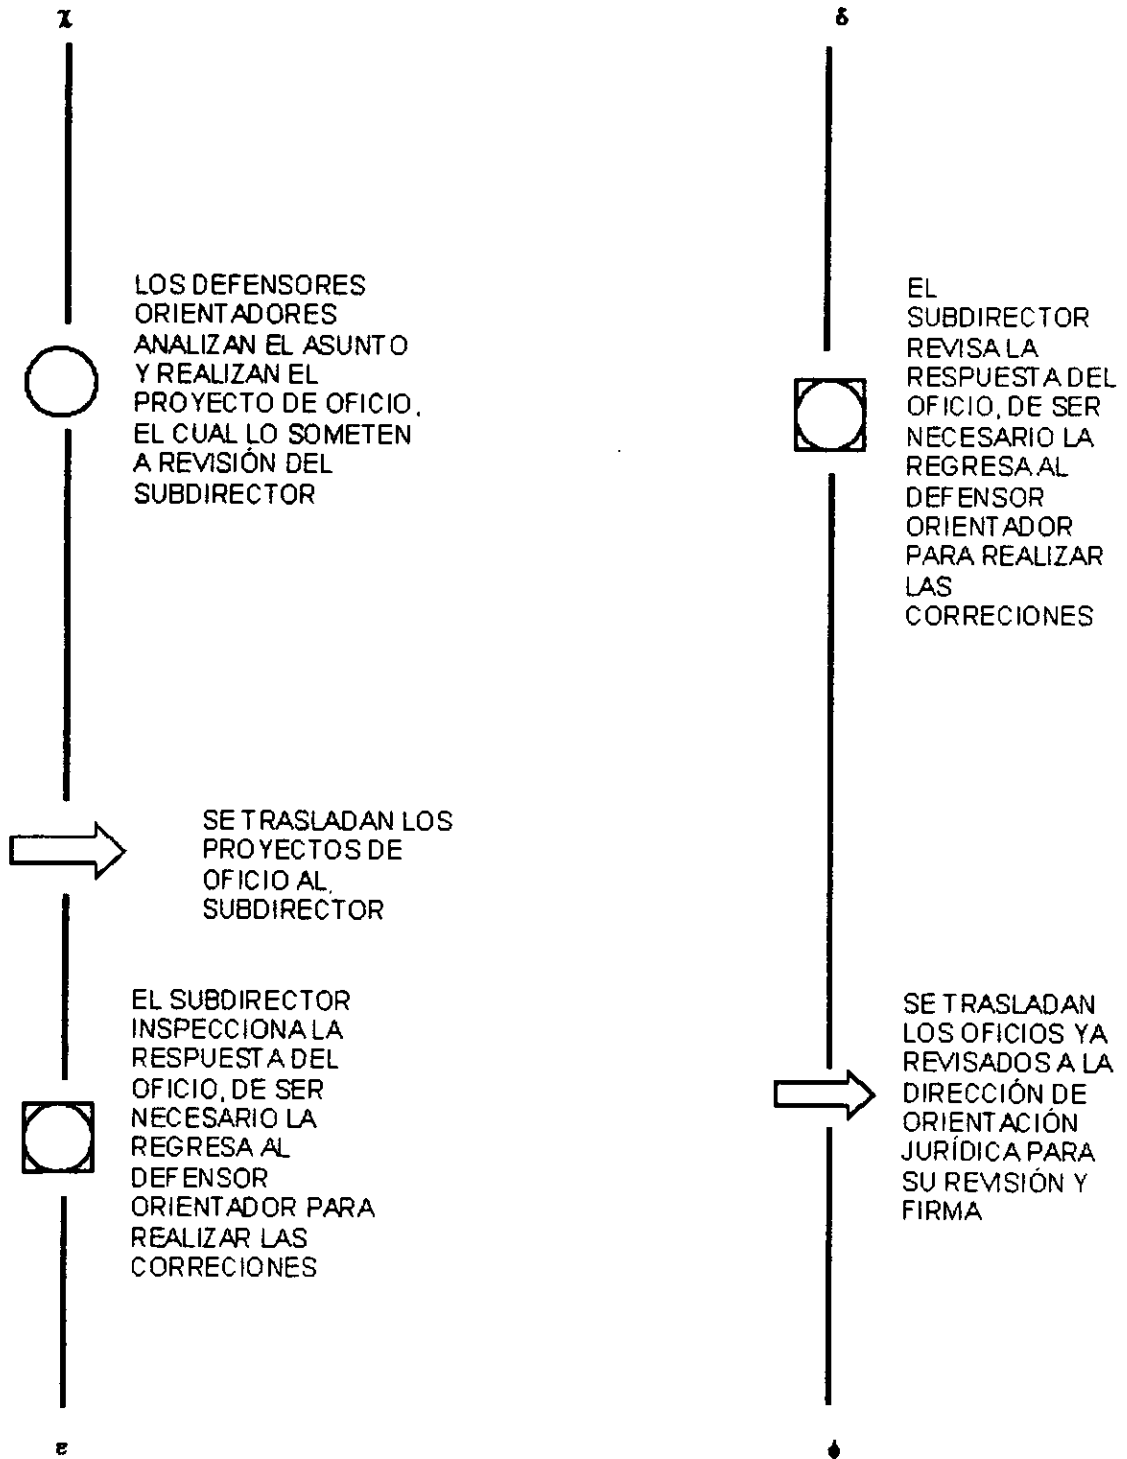 χ
LOS DEFENSORES
ORIENTADORES
ANALIZAN EL ASUNTO
Y REALIZAN EL
PROYECTO DE OFICIO,
EL CUAL LO SOMETEN
A REVISIÓN DEL
SUBDIRECTOR
SE TRASLADAN LOS
PROYECTOS DE
OFICIO AL
SUBDIRECTOR
EL SUBDIRECTOR
INSPECCIONA LA
RESPUESTA DEL
OFICIO, DE SER
NECESARIO LA
REGRESA AL
DEFENSOR
ORIENTADOR PARA
REALIZAR LAS
CORRECIONES
ε
δ
EL
SUBDIRECTOR
REVISA LA
RESPUESTA DEL
OFICIO, DE SER
NECESARIO LA
REGRESA AL
DEFENSOR
ORIENTADOR
PARA REALIZAR
LAS
CORRECIONES
SE TRASLADAN
LOS OFICIOS YA
REVISADOS A LA
DIRECCIÓN DE
ORIENTACIÓN
JURÍDICA PARA
SU REVISIÓN Y
FIRMA